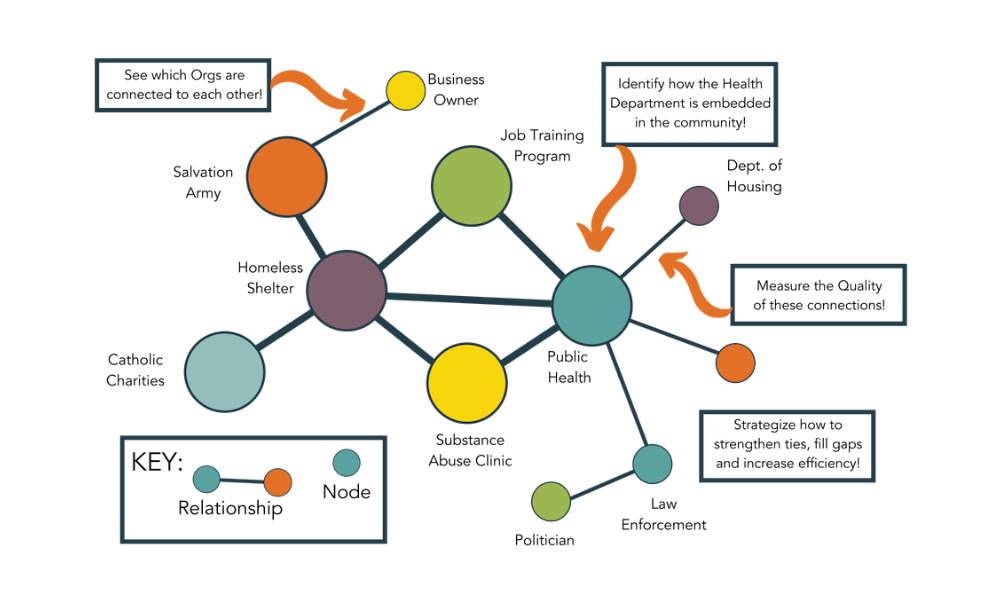 See which Orgs are
connected to each other!
Business
Owner
Identify how the Health
Department is embedded
in the community!
Job Training
Program
Dept. of
Housing
Salvation
Army
Homeless
Shelter
Measure the Quality
of these connections!
Catholic
Charities
Public
Health
Substance
Abuse Clinic
Strategize how to
strengthen ties, fill gaps
and increase efficiency!
KEY:
Relationship
Node
Law
Enforcement
Politician